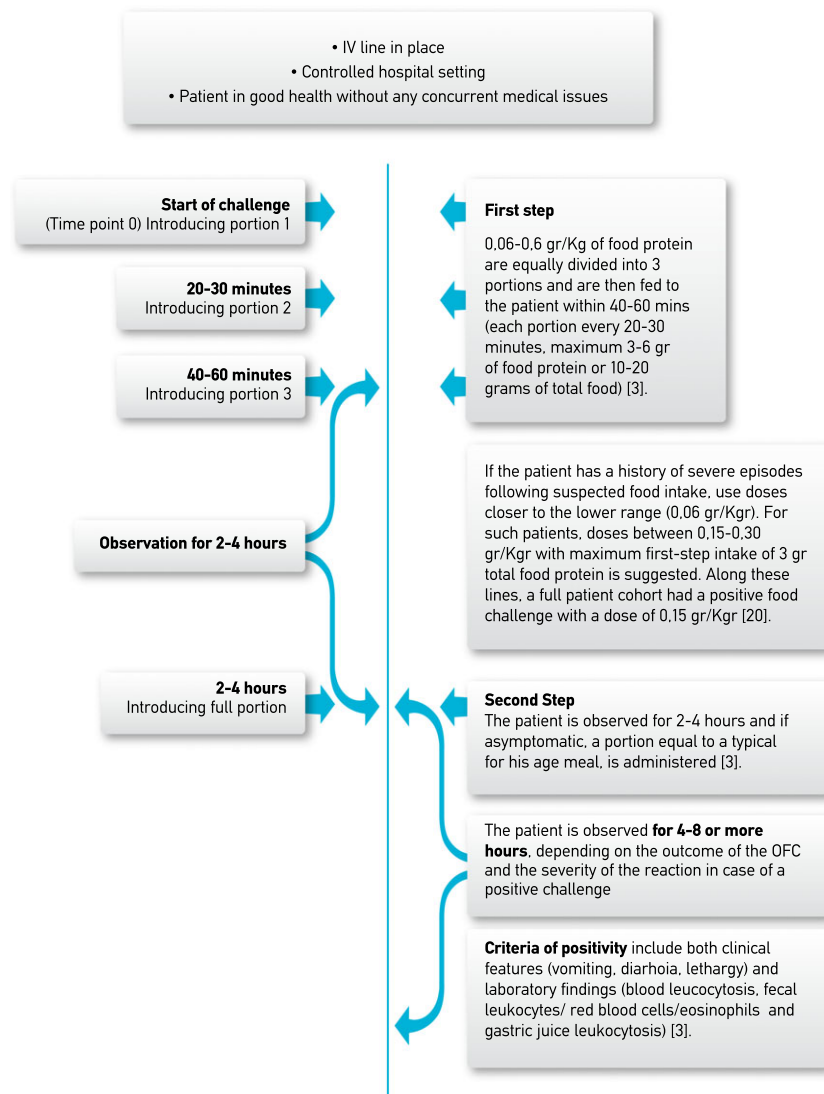 • IV line in place
• Controlled hospital setting
• Patient in good health without any concurrent medical issues
Start of challenge
(Time point 0) Introducing portion 1
20-30 minutes
Introducing portion 2
40-60 minutes
Introducing portion 3
Observation for 2-4 hours
2-4 hours
Introducing full portion
First step
0,06-0,6 gr/Kg of food protein
are equally divided into 3
portions and are then fed to
the patient within 40-60 mins
(each portion every 20-30
minutes, maximum 3-6 gr
of food protein or 10-20
grams of total food) [3].
If the patient has a history of severe episodes
following suspected food intake, use doses
closer to the lower range (0,06 gr/Kgr). For
such patients, doses between 0,15-0,30
gr/Kgr with maximum first-step intake of 3 gr
total food protein is suggested. Along these
lines, a full patient cohort had a positive food
challenge with a dose of 0,15 gr/Kgr [20].
Second Step
The patient is observed for 2-4 hours and if
asymptomatic, a portion equal to a typical
for his age meal, is administered [3].
The patient is observed for 4-8 or more
hours, depending on the outcome of the OFC
and the severity of the reaction in case of a
positive challenge
Criteria of positivity include both clinical
features (vomiting, diarhoia, lethargy) and
laboratory findings (blood leucocytosis, fecal
leukocytes/ red blood cells/eosinophils and
gastric juice leukocytosis) [3].